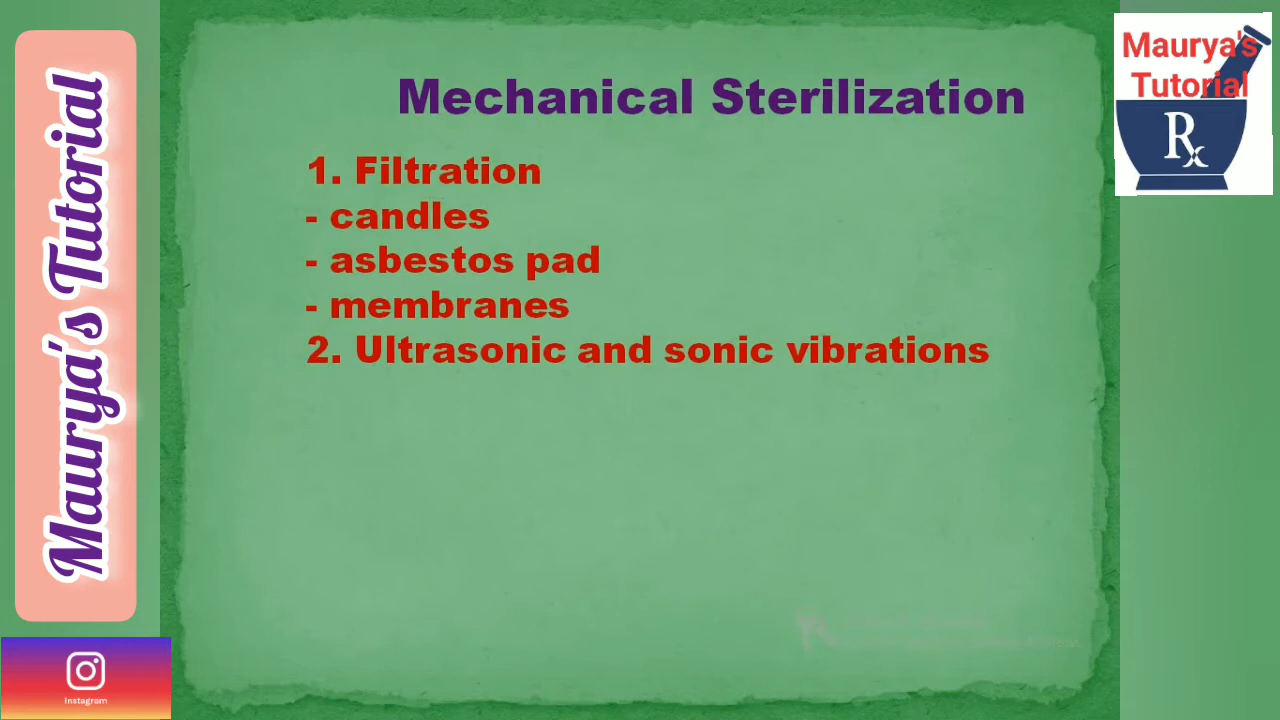 Mechanical Sterilization
1. Filtration
- candles
- asbestos pad
- membranes
2. Ultrasonic and sonic vibrations
Maurya's Tutorial
Maurya's
Tutorial
Rx
Instagram